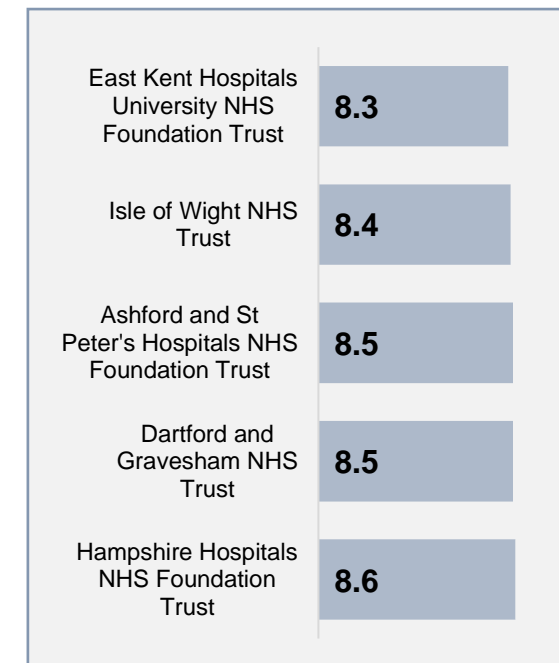 East Kent Hospitals
University NHS
Foundation Trust
8.3
Isle of Wight NHS
Trust
8.4
Ashford and St
Peter's Hospitals NHS
Foundation Trust
8.5
Dartford and
Gravesham NHS
Trust
8.5
Hampshire Hospitals
NHS Foundation
Trust
8.6